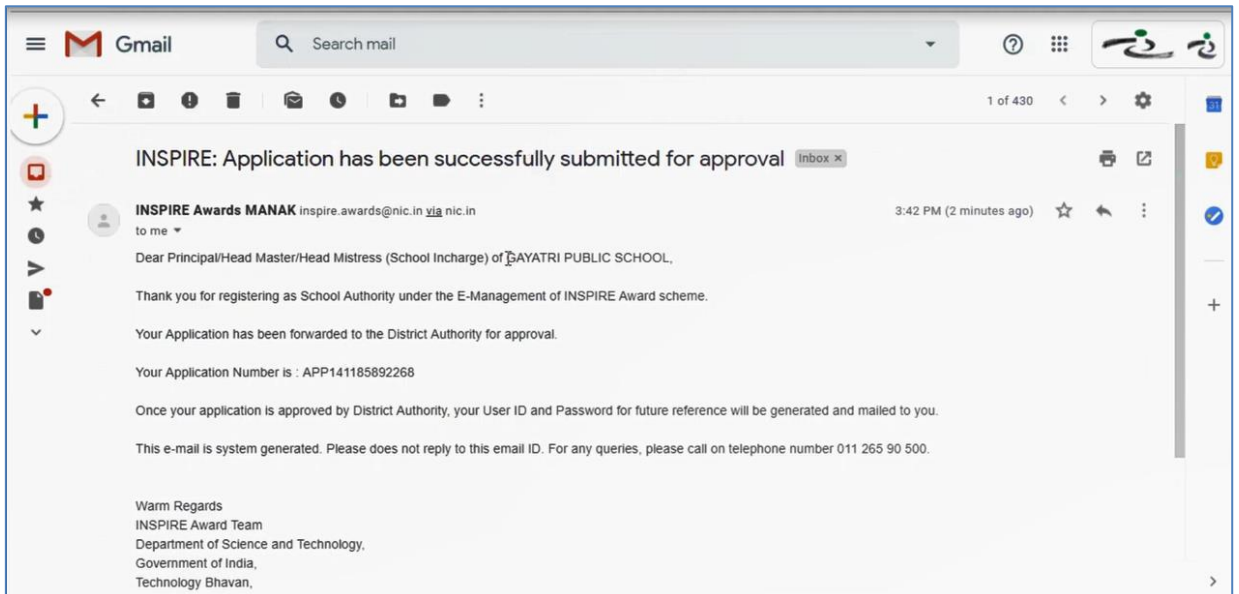 Gmail
Search mail
1 of 430
31
INSPIRE: Application has been successfully submitted for approval Inbox ×
INSPIRE Awards MANAK inspire.awards@nic.in via nic.in
3:42 PM (2 minutes ago)
to me
Dear Principal/Head Master/Head Mistress (School Incharge) of GAYATRI PUBLIC SCHOOL,
Thank you for registering as School Authority under the E-Management of INSPIRE Award scheme.
Your Application has been forwarded to the District Authority for approval.
Your Application Number is : APP141185892268
Once your application is approved by District Authority, your User ID and Password for future reference will be generated and mailed to you.
This e-mail is system generated. Please does not reply to this email ID. For any queries, please call on telephone number 011 265 90 500.
Warm Regards
INSPIRE Award Team
Department of Science and Technology,
Government of India,
Technology Bhavan,